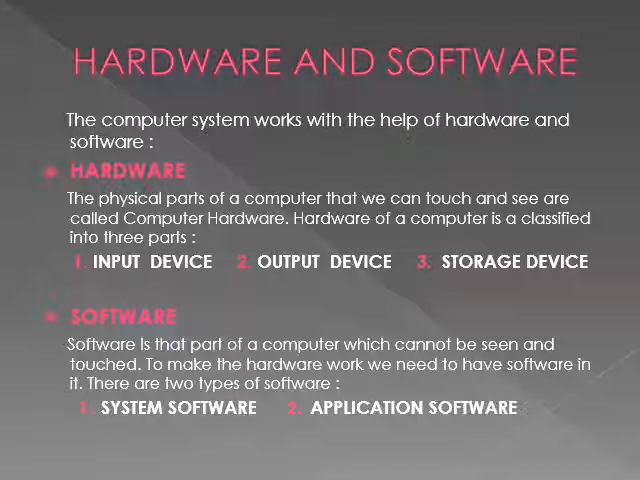 HARDWARE AND SOFTWARE
The computer system works with the help of hardware and
software :
HARDWARE
The physical parts of a computer that we can touch and see are
called Computer Hardware. Hardware of a computer is a classified
into three parts :
1. INPUT DEVICE 2. OUTPUT DEVICE 3. STORAGE DEVICE
SOFTWARE
Software Is that part of a computer which cannot be seen and
touched. To make the hardware work we need to have software in
it. There are two types of software :
1. SYSTEM SOFTWARE 2. APPLICATION SOFTWARE